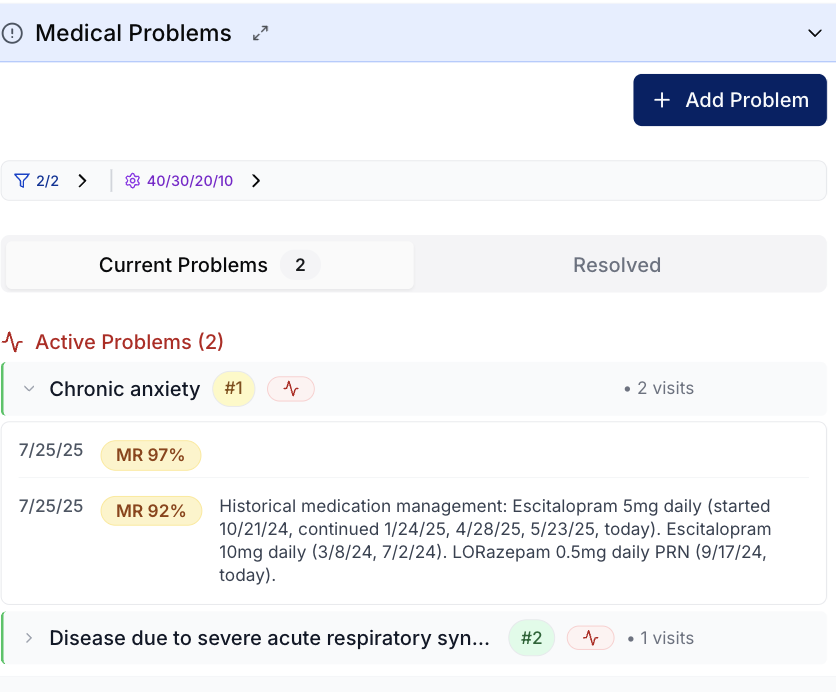 Medical Problems
+ Add Problem
2/2 40/30/20/10
Current Problems 2 Resolved
Active Problems (2)
Chronic anxiety #1 • 2 visits
7/25/25 MR 97%
7/25/25 MR 92% Historical medication management: Escitalopram 5mg daily (started
10/21/24, continued 1/24/25, 4/28/25, 5/23/25, today). Escitalopram
10mg daily (3/8/24, 7/2/24). LORazepam 0.5mg daily PRN (9/17/24,
today).
Disease due to severe acute respiratory syn... #2 • 1 visits